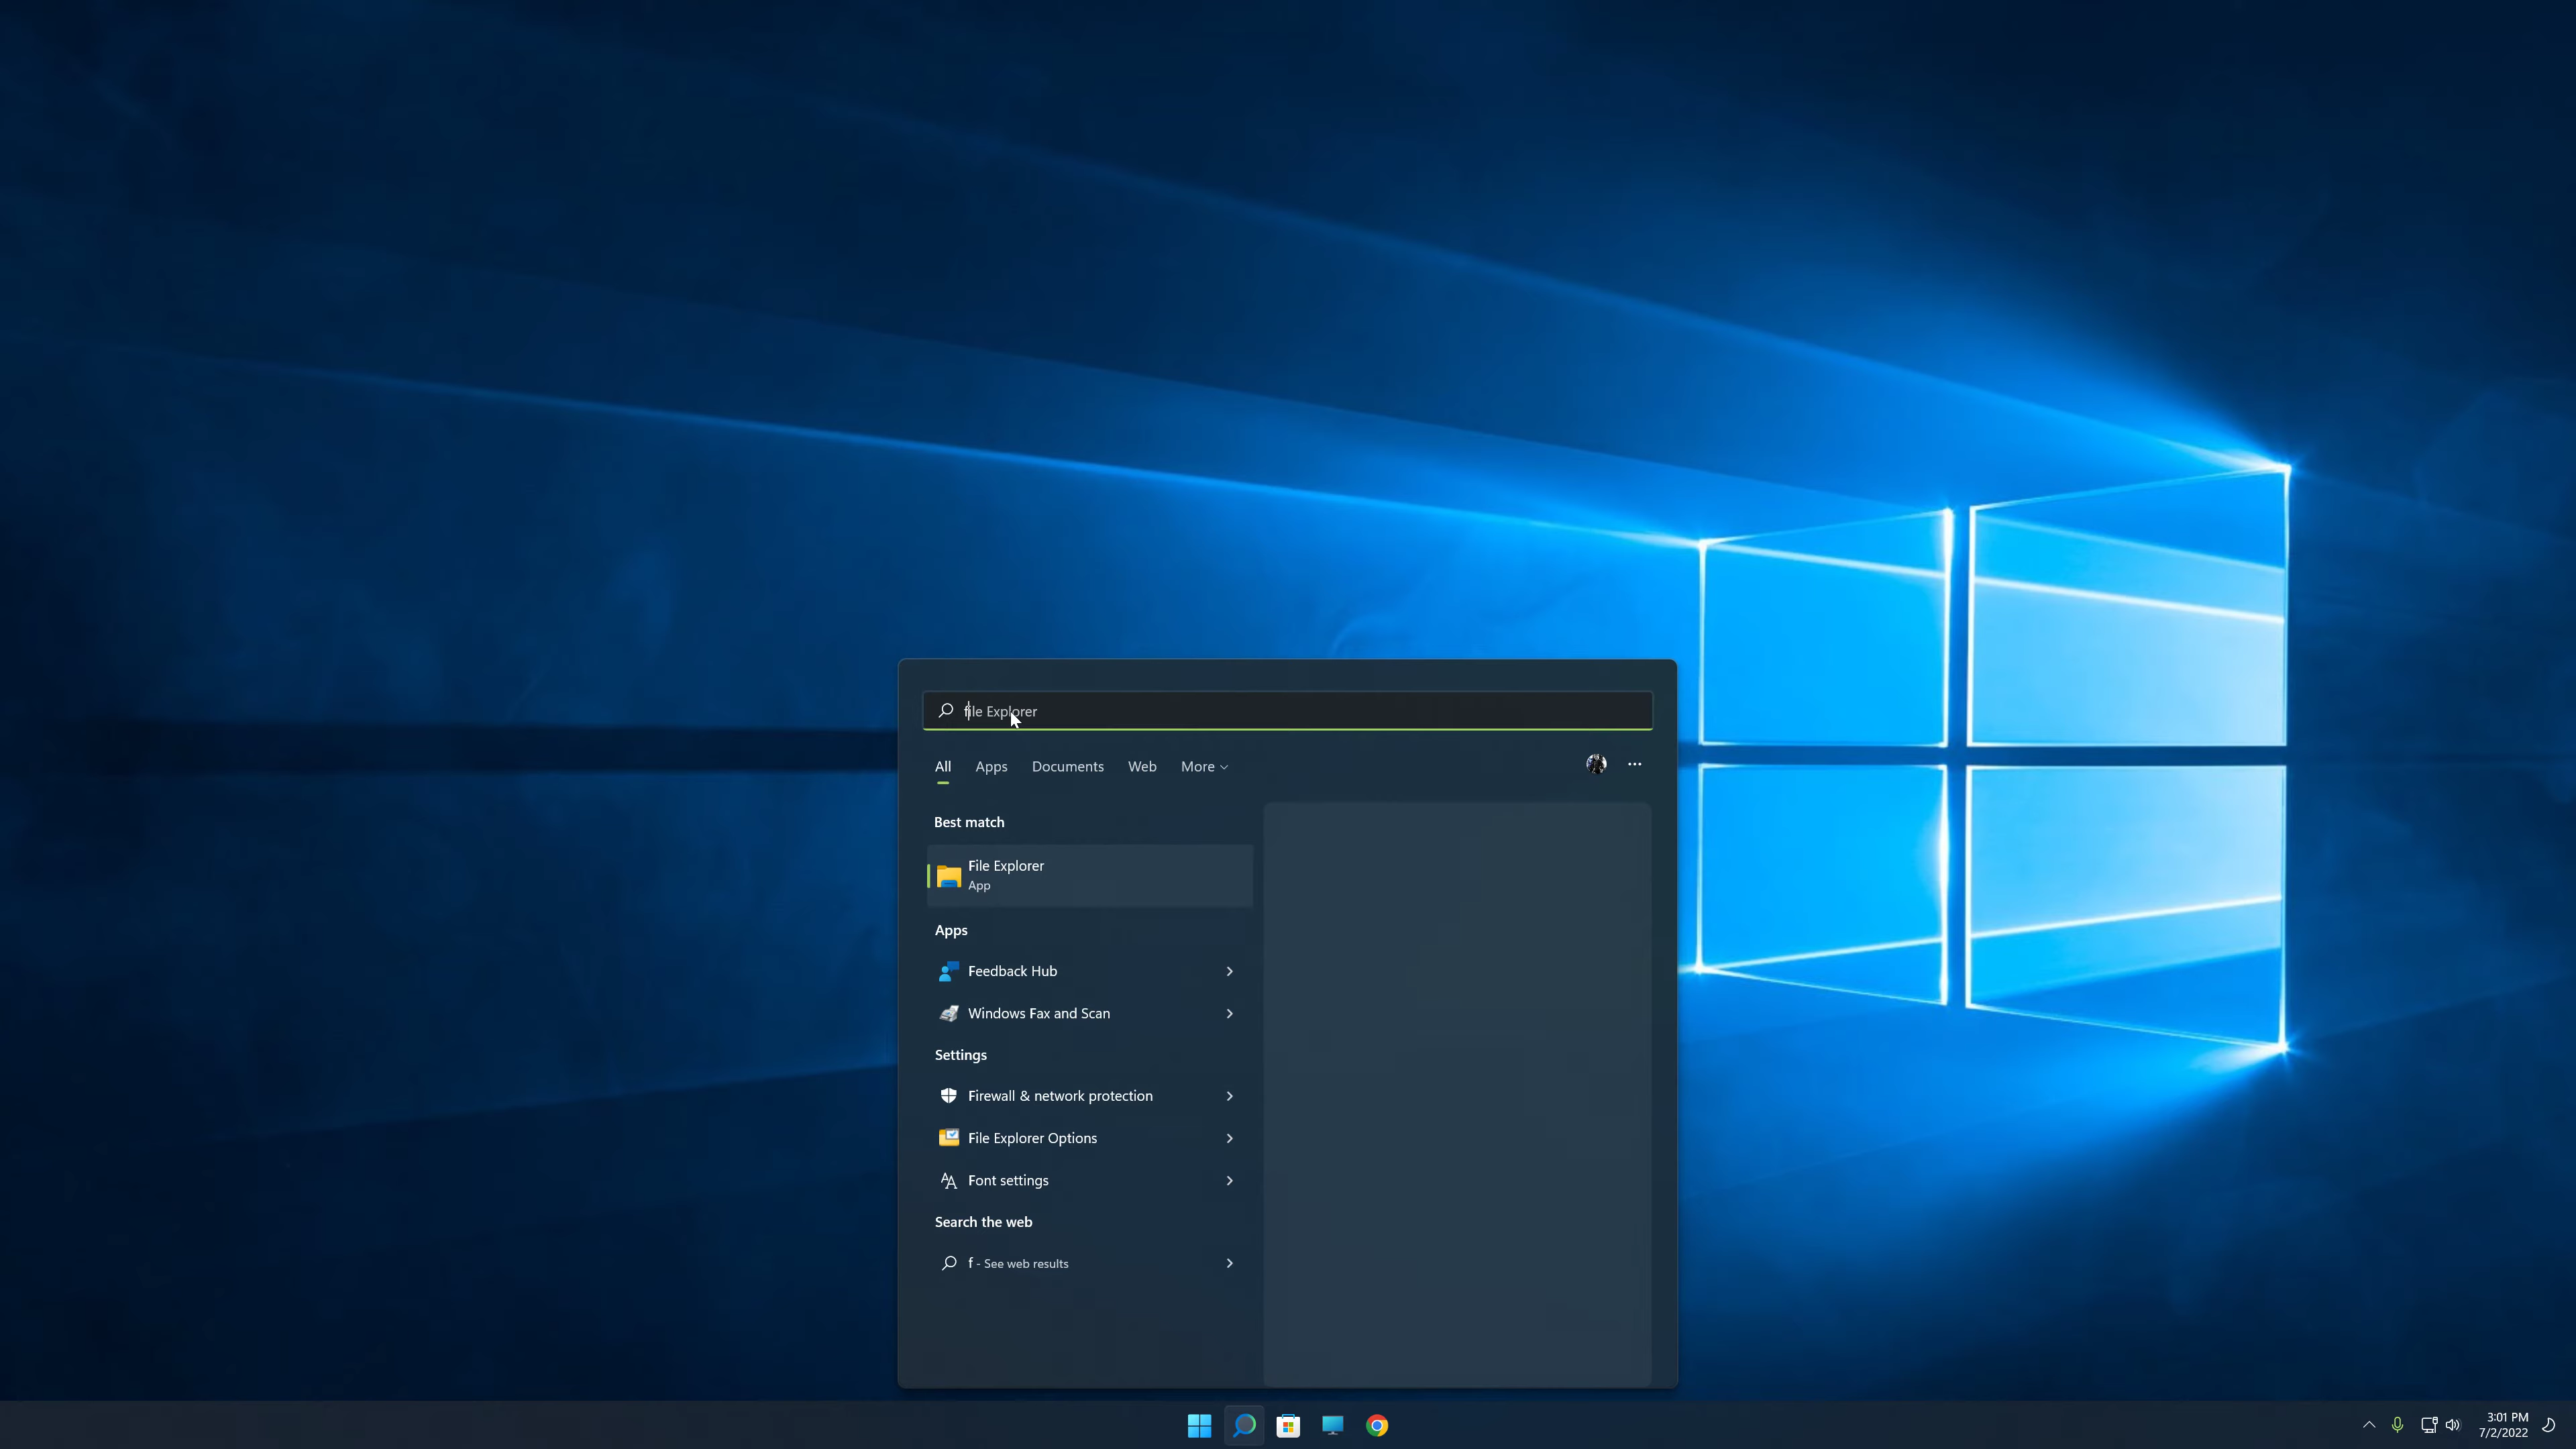 file Explorer
All Apps Documents Web More
Best match
File Explorer
App
Apps
Feedback Hub
Windows Fax and Scan
Settings
Firewall & network protection
File Explorer Options
Font settings
Search the web
f - See web results
3:01 PM
7/2/2022